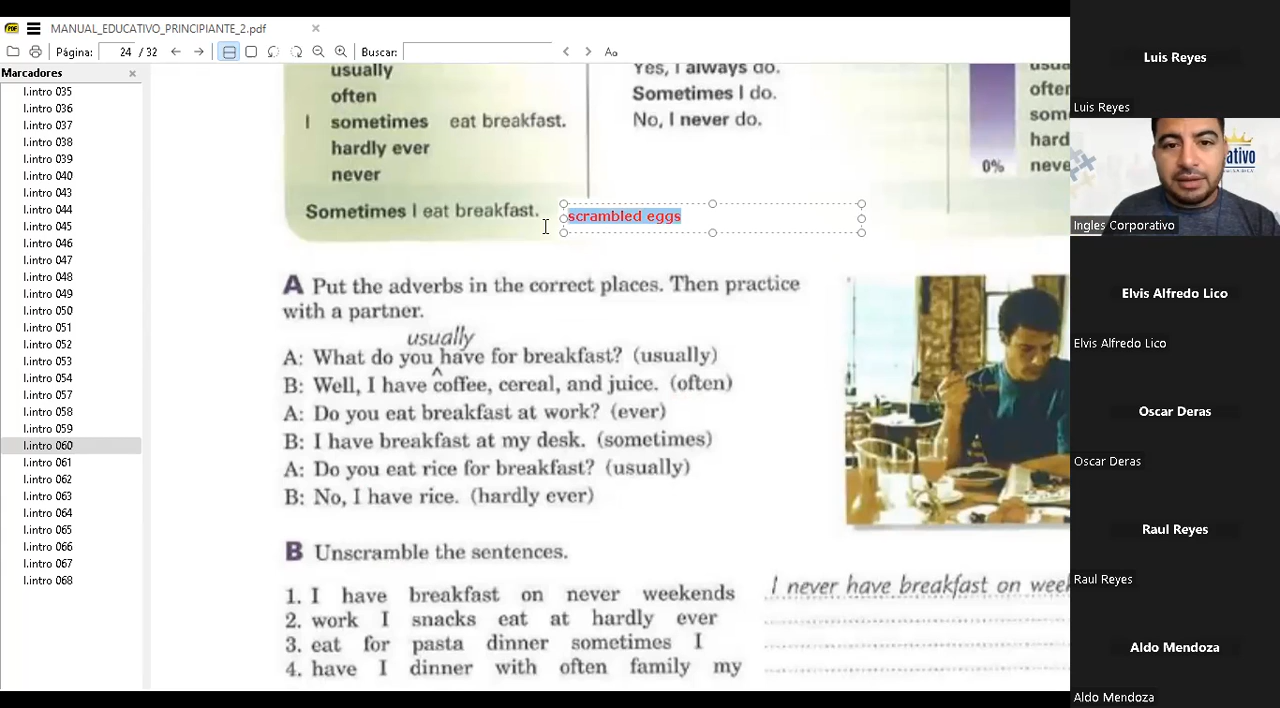 MANUAL_EDUCATIVO_PRINCIPIANTE_2.pdf
Página: 24 / 32 Buscar: Aa
Marcadores
I.intro 035
I.intro 036
I.intro 037
I.intro 038
I.intro 039
I.intro 040
I.intro 043
I.intro 044
I.intro 045
I.intro 046
I.intro 047
I.intro 048
I.intro 049
I.intro 050
I.intro 051
I.intro 052
I.intro 053
I.intro 054
I.intro 057
I.intro 058
I.intro 059
I.intro 060
I.intro 061
I.intro 062
I.intro 063
I.intro 064
I.intro 065
I.intro 066
I.intro 067
I.intro 068
usually
often
I sometimes eat breakfast.
hardly ever
never
Sometimes I eat breakfast.
scrambled eggs
Yes, I always do.
Sometimes I do.
No, I never do.
0%
usua
ofter
som
hard
neve
A Put the adverbs in the correct places. Then practice
with a partner.
usually
A: What do you have for breakfast? (usually)
B: Well, I have coffee, cereal, and juice. (often)
A: Do you eat breakfast at work? (ever)
B: I have breakfast at my desk. (sometimes)
A: Do you eat rice for breakfast? (usually)
B: No, I have rice. (hardly ever)
B Unscramble the sentences.
1. I have breakfast on never weekends
I never have breakfast on week
2. work I snacks eat at hardly ever
3. eat for pasta dinner sometimes I
4. have I dinner with often family my
Luis Reyes
Luis Reyes
ativo
Ingles Corporativo
Elvis Alfredo Lico
Elvis Alfredo Lico
Oscar Deras
Oscar Deras
Raul Reyes
Raul Reyes
Aldo Mendoza
Aldo Mendoza